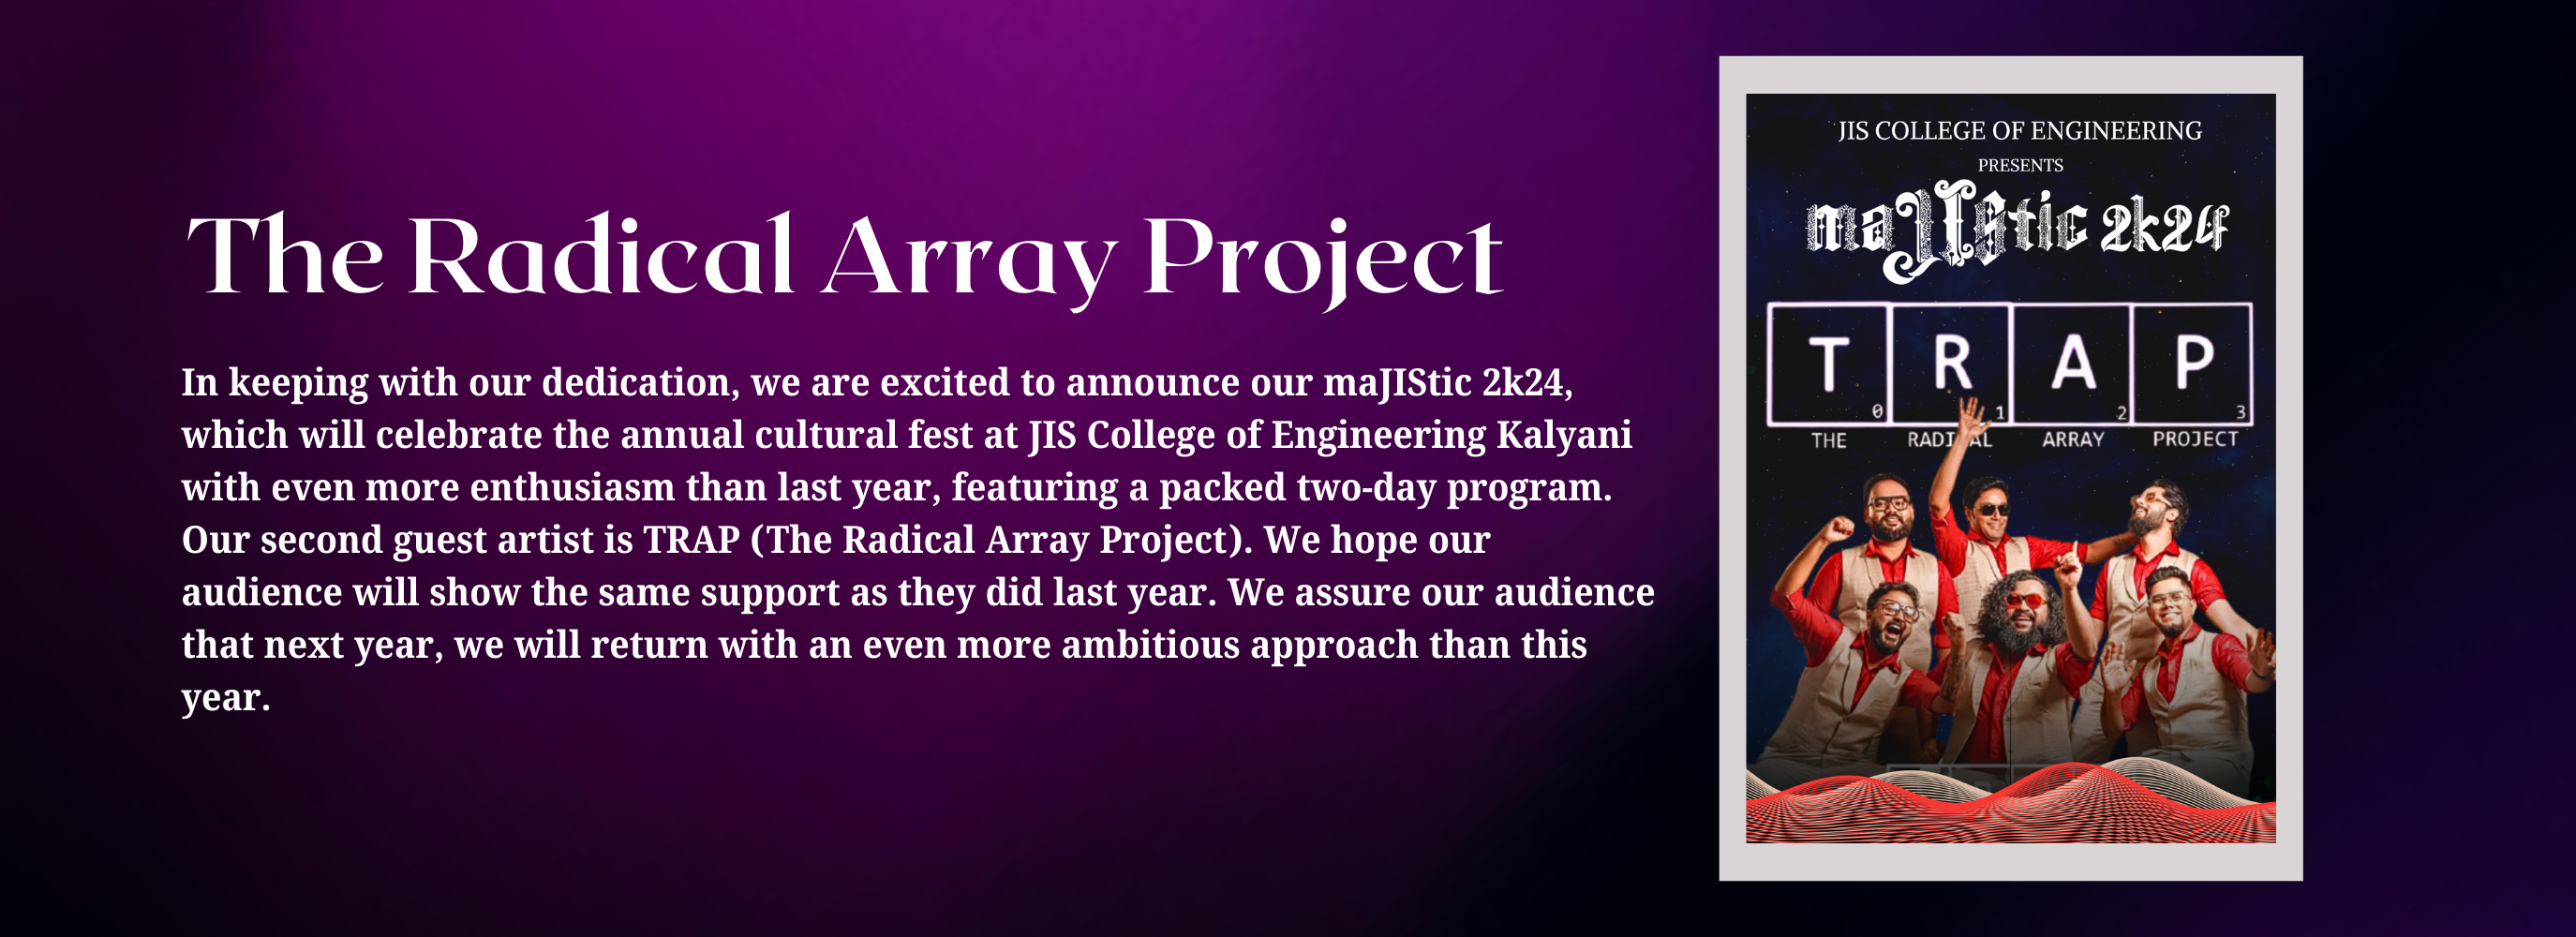 The Radical Array Project
In keeping with our dedication, we are excited to announce our maJIStic 2k24,
which will celebrate the annual cultural fest at JIS College of Engineering Kalyani
with even more enthusiasm than last year, featuring a packed two-day program.
Our second guest artist is TRAP (The Radical Array Project). We hope our
audience will show the same support as they did last year. We assure our audience
that next year, we will return with an even more ambitious approach than this
year.
JIS COLLEGE OF ENGINEERING
PRESENTS
maJIStic 2k24
T R A P
0 1 2 3
THE RADICAL ARRAY PROJECT